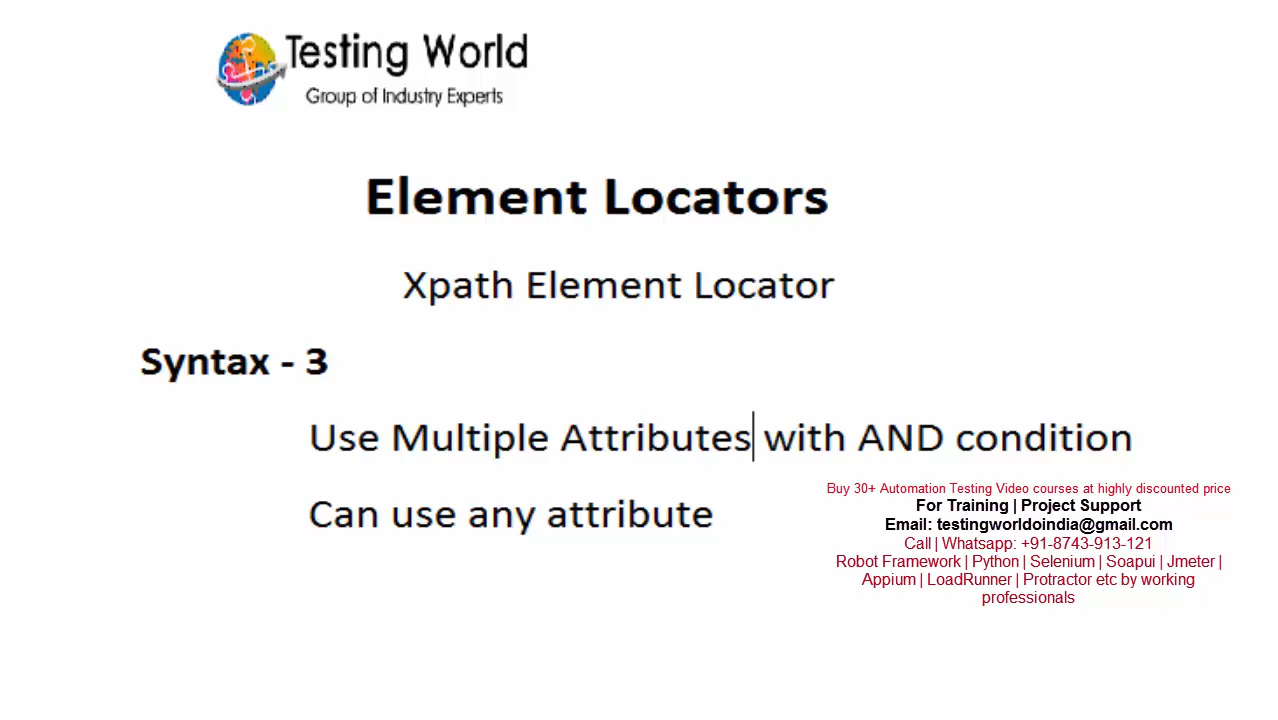 Testing World
Group of Industry Experts
Element Locators
Xpath Element Locator
Syntax - 3
Use Multiple Attributes with AND condition
Can use any attribute
Buy 30+ Automation Testing Video courses at highly discounted price
For Training | Project Support
Email: testingworldoindia@gmail.com
Call | Whatsapp: +91-8743-913-121
Robot Framework | Python | Selenium | Soapui | Jmeter |
Appium | LoadRunner | Protractor etc by working
professionals